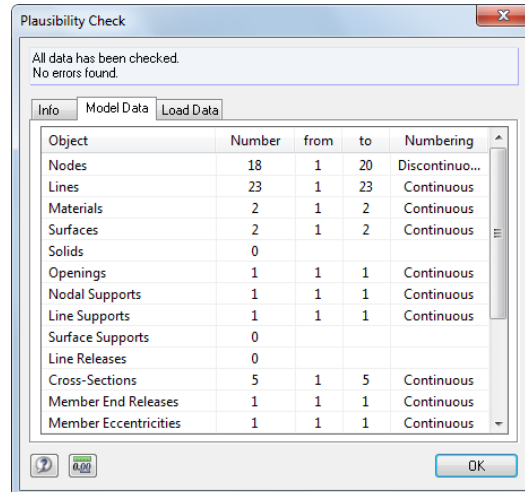 Plausibility Check
All data has been checked.
No errors found.
Info Model Data Load Data
Object Number from to Numbering
Nodes 18 1 20 Discontinuo...
Lines 23 1 23 Continuous
Materials 2 1 2 Continuous
Surfaces 2 1 2 Continuous
Solids 0
Openings 1 1 1 Continuous
Nodal Supports 1 1 1 Continuous
Line Supports 1 1 1 Continuous
Surface Supports 0
Line Releases 0
Cross-Sections 5 1 5 Continuous
Member End Releases 1 1 1 Continuous
Member Eccentricities 1 1 1 Continuous
0.00 OK